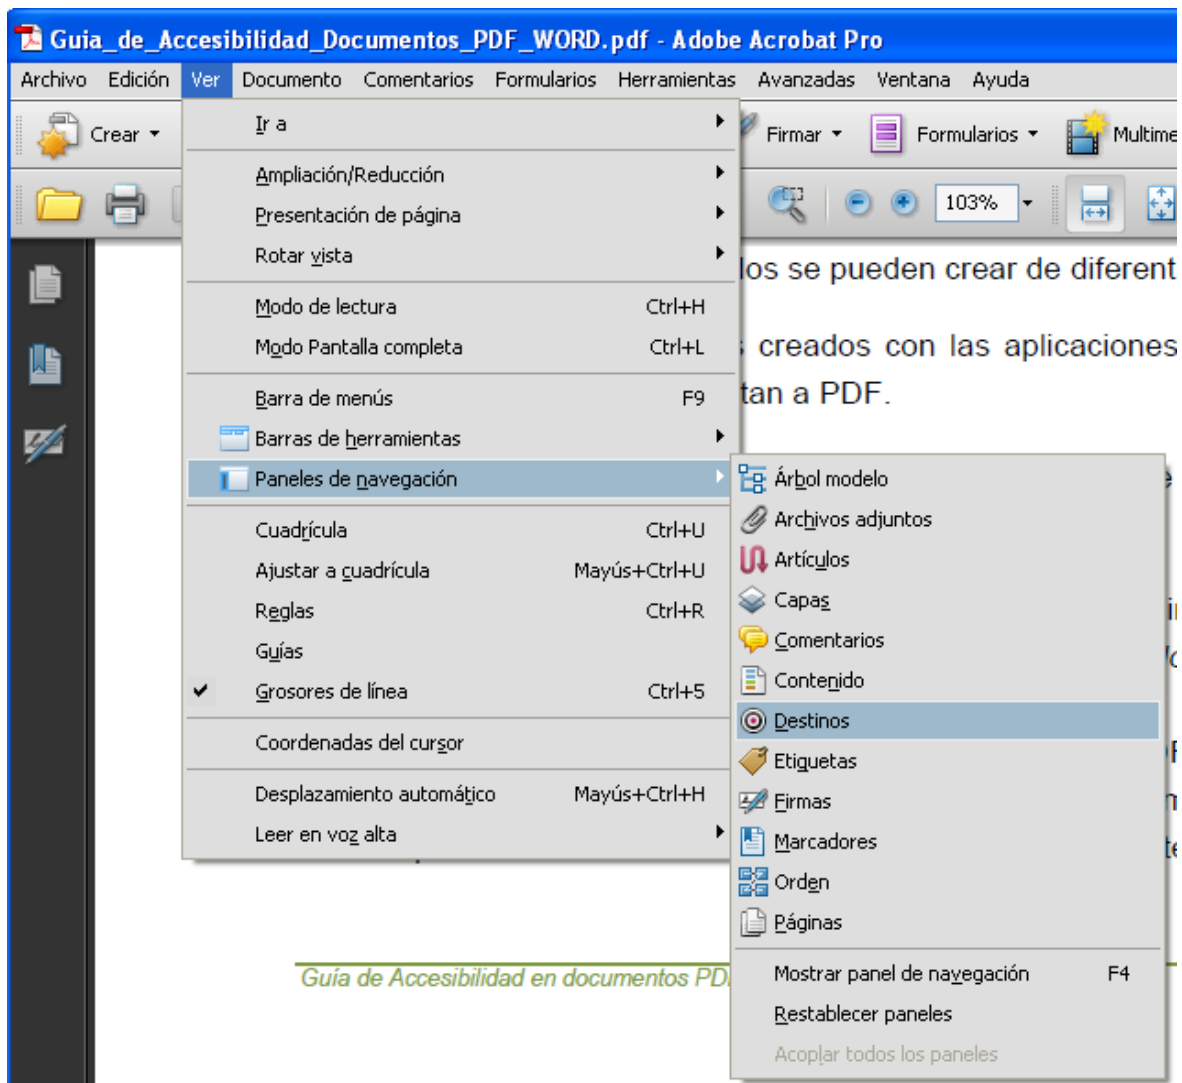 Guia_de_Accesibilidad_Documentos_PDF_WORD.pdf - Adobe Acrobat Pro
Archivo Edición Ver Documento Comentarios Formularios Herramientas Avanzadas Ventana Ayuda
Crear Firmar Formularios
103%
Ir a
Ampliación/Reducción
Presentación de página
Rotar vista
Modo de lectura Ctrl+H
Modo Pantalla completa Ctrl+L
Barra de menús F9
Barras de herramientas
Paneles de navegación
Cuadrícula Ctrl+U
Ajustar a cuadrícula Mayús+Ctrl+U
Reglas Ctrl+R
Guías
Grosores de línea Ctrl+5
Coordenadas del cursor
Desplazamiento automático Mayús+Ctrl+H
Leer en voz alta
los se pueden crear de diferent
creados con las aplicaciones
tan a PDF.
Árbol modelo
Archivos adjuntos
Artículos
Capas
Comentarios
Contenido
Destinos
Etiquetas
Firmas
Marcadores
Orden
Páginas
Mostrar panel de navegación F4
Restablecer paneles
Acoplar todos los paneles
Guía de Accesibilidad en documentos PD